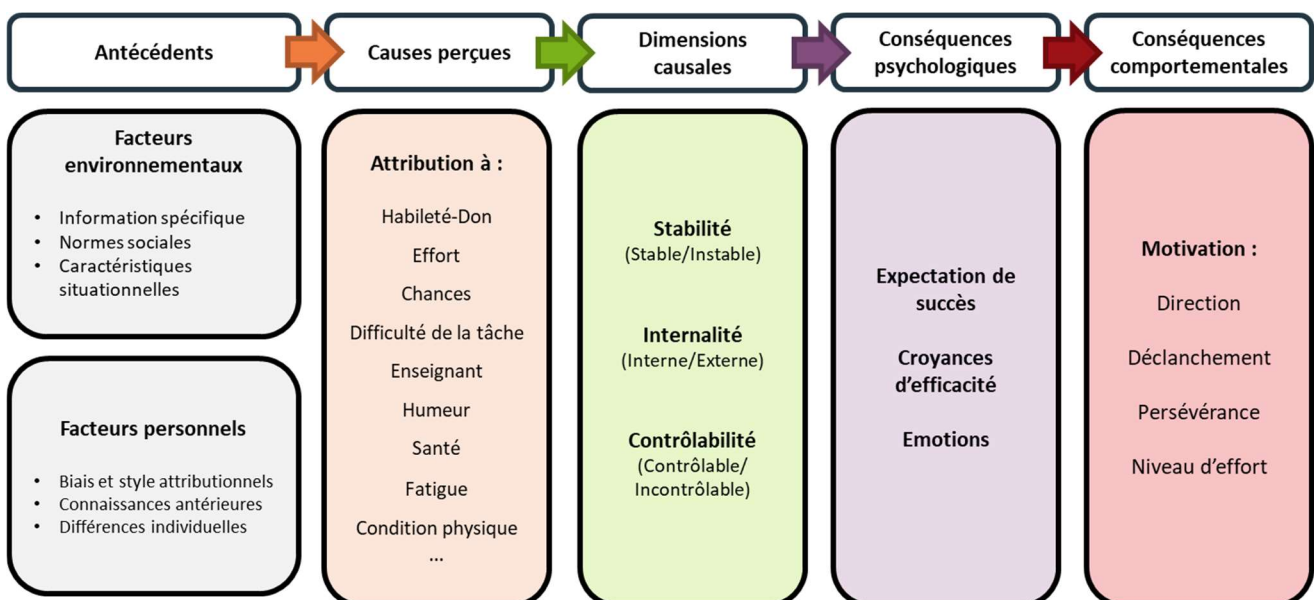 Antécédents
Causes perçues
Dimensions
causales
Conséquences
psychologiques
Conséquences
comportementales
Facteurs
environnementaux
• Information spécifique
• Normes sociales
• Caractéristiques
situationnelles
Facteurs personnels
• Biais et style attributionnels
• Connaissances antérieures
• Différences individuelles
Attribution à :
Habileté-Don
Effort
Chances
Difficulté de la tâche
Enseignant
Humeur
Santé
Fatigue
Condition physique
...
Stabilité
(Stable/Instable)
Internalité
(Interne/Externe)
Contrôlabilité
(Contrôlable/
Incontrôlable)
Expectation de
succès
Croyances
d’efficacité
Emotions
Motivation :
Direction
Déclanchement
Persévérance
Niveau d’effort